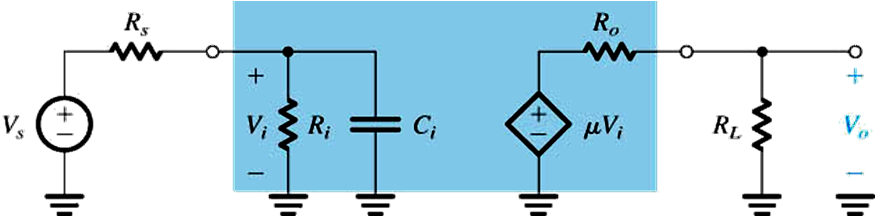 R_s R_o
V_s + − + V_i − R_i C_i + − μV_i R_L + V_o −